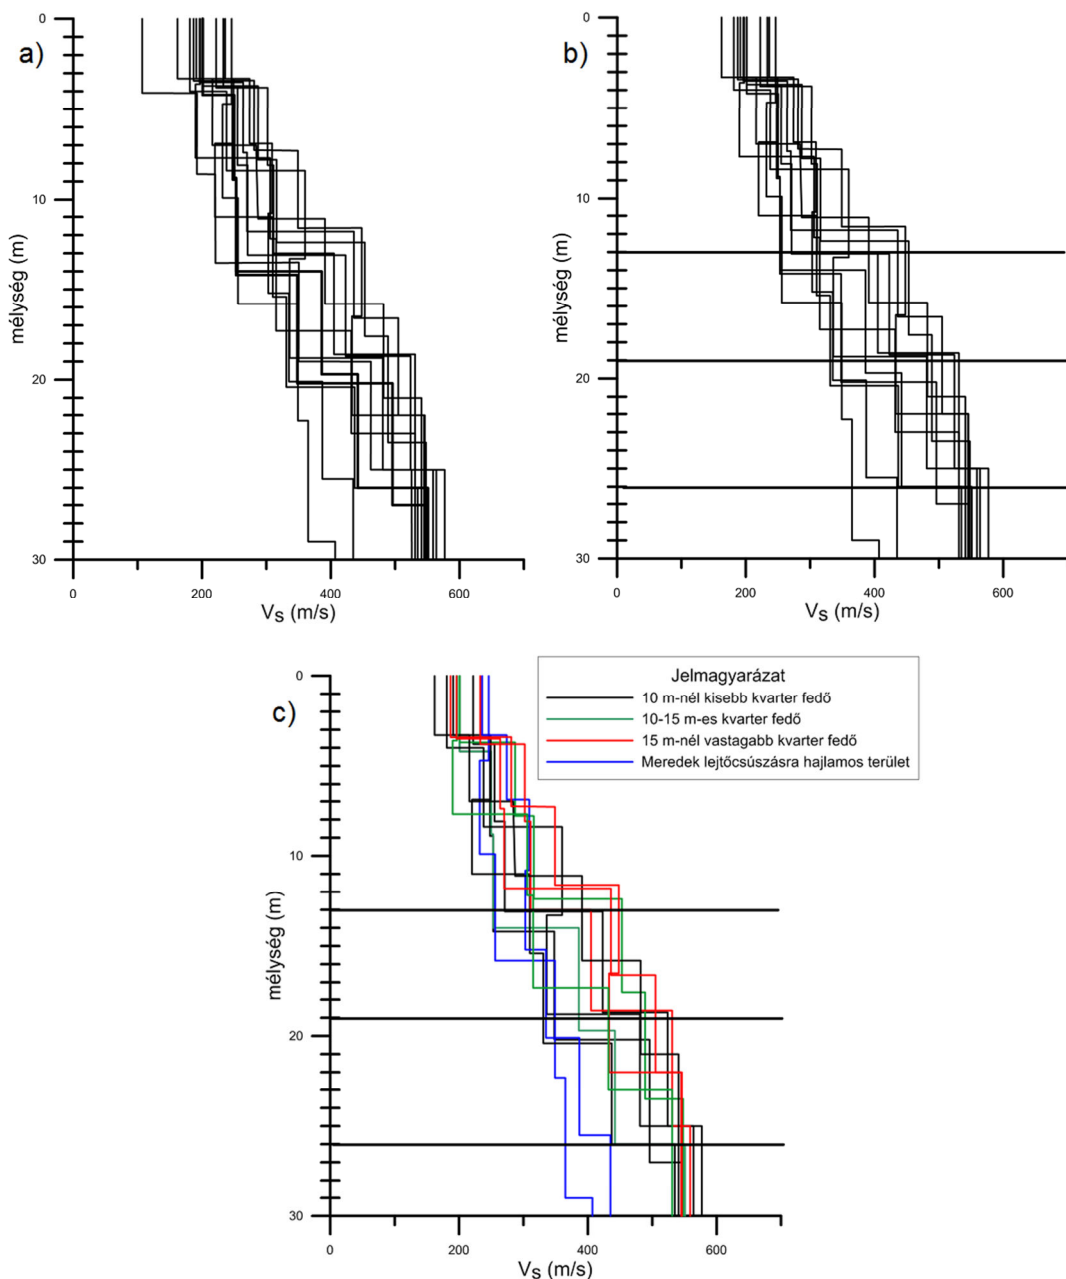 a)
0
10
20
30
mélység (m)
0
200
400
600
Vs (m/s)
b)
0
10
20
30
mélység (m)
0
200
400
600
Vs (m/s)
c)
0
10
20
30
mélység (m)
0
200
400
600
Vs (m/s)
Jelmagyarázat
10 m-nél kisebb kvarter fedő
10-15 m-es kvarter fedő
15 m-nél vastagabb kvarter fedő
Meredek lejtőcsúszásra hajlamos terület